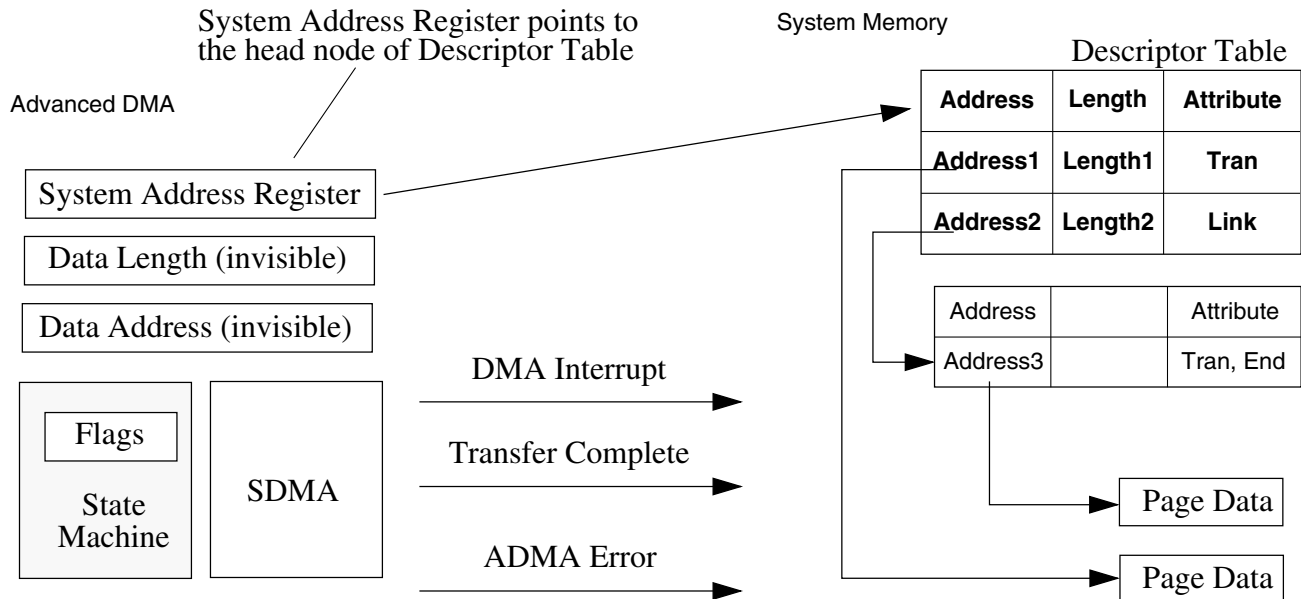 System Address Register points to
the head node of Descriptor Table
System Memory
Descriptor Table
Advanced DMA
Address Length Attribute
Address1 Length1 Tran
Address2 Length2 Link
System Address Register
Data Length (invisible)
Data Address (invisible)
Address Attribute
Address3 Tran, End
DMA Interrupt
Flags
Transfer Complete
SDMA
State
Machine
Page Data
ADMA Error
Page Data